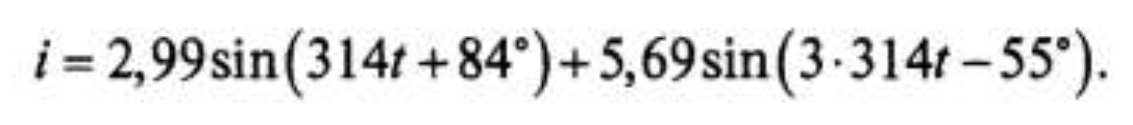 i = 2,99sin(314t + 84°) + 5,69sin(3·314t − 55°).